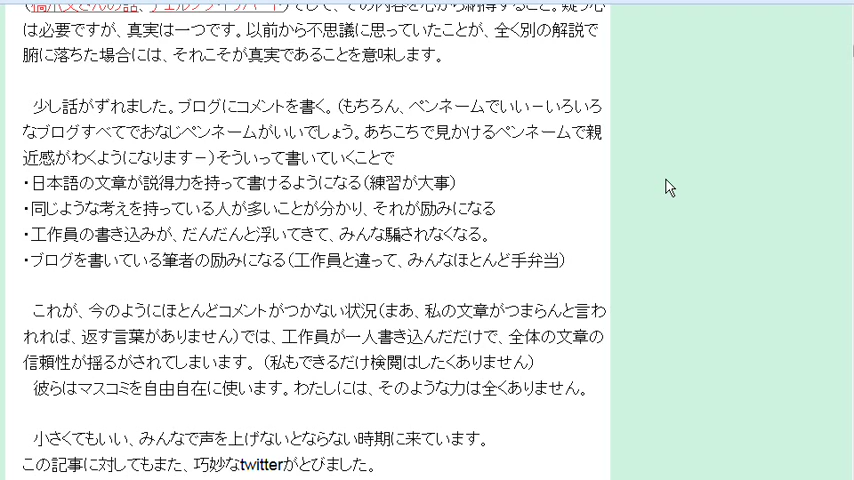 は必要ですが、真実は一つです。以前から不思議に思っていたことが、全く別の解説で
腑に落ちた場合には、それこそが真実であることを意味します。
少し話がずれました。ブログにコメントを書く。(もちろん、ペンネームでいい－いろいろ
なブログすべてでおなじペンネームがいいでしょう。あちこちで見かけるペンネームで親
近感がわくようになります－)そういって書いていくことで
・日本語の文章が説得力を持って書けるようになる(練習が大事)
・同じような考えを持っている人が多いことが分かり、それが励みになる
・工作員の書き込みが、だんだんと浮いてきて、みんな騙されなくなる。
・ブログを書いている筆者の励みになる(工作員と違って、みんなほとんど手弁当)
これが、今のようにほとんどコメントがつかない状況(まあ、私の文章がつまらんと言わ
れれば、返す言葉がありません)では、工作員が一人書き込んだだけで、全体の文章の
信頼性が揺るがされてしまいます。(私もできるだけ検閲はしたくありません)
彼らはマスコミを自由自在に使います。わたしには、そのような力は全くありません。
小さくてもいい、みんなで声を上げないとならない時期に来ています。
この記事に対してもまた、巧妙なtwitterがとびました。